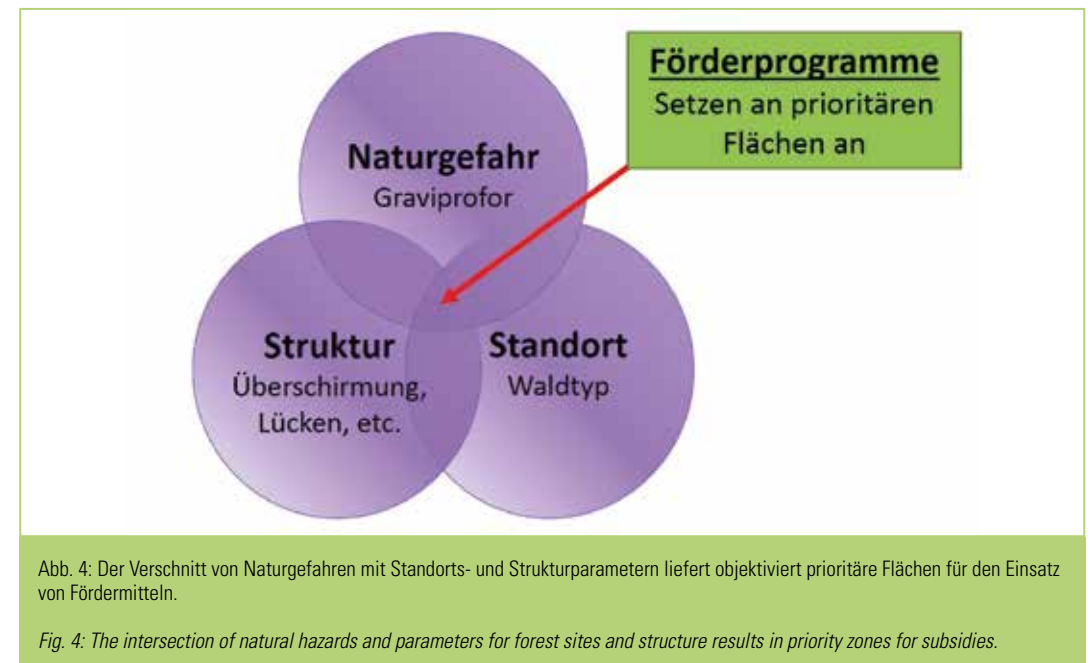 Förderprogramme
Setzen an prioritären
Flächen an
Naturgefahr
Graviprofor
Struktur
Überschirmung,
Lücken, etc.
Standort
Waldtyp
Abb. 4: Der Verschnitt von Naturgefahren mit Standorts- und Strukturparametern liefert objektiviert prioritäre Flächen für den Einsatz
von Fördermitteln.
Fig. 4: The intersection of natural hazards and parameters for forest sites and structure results in priority zones for subsidies.